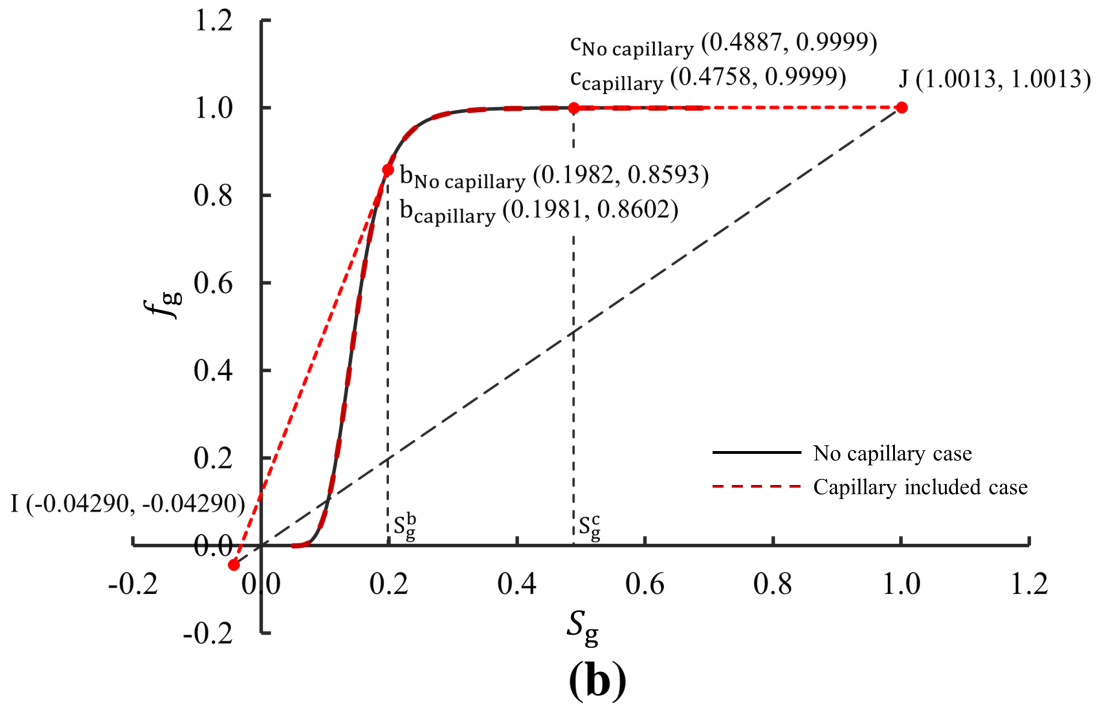 1.2
c_No capillary (0.4887, 0.9999)
c_capillary (0.4758, 0.9999)
J (1.0013, 1.0013)
1.0
b_No capillary (0.1982, 0.8593)
b_capillary (0.1981, 0.8602)
0.8
0.6
f_g
0.4
0.2
No capillary case
Capillary included case
I (-0.04290, -0.04290)
S_g^b
S_g^c
0.0
-0.2 0.0 0.2 0.4 0.6 0.8 1.0 1.2
-0.2
S_g
(b)